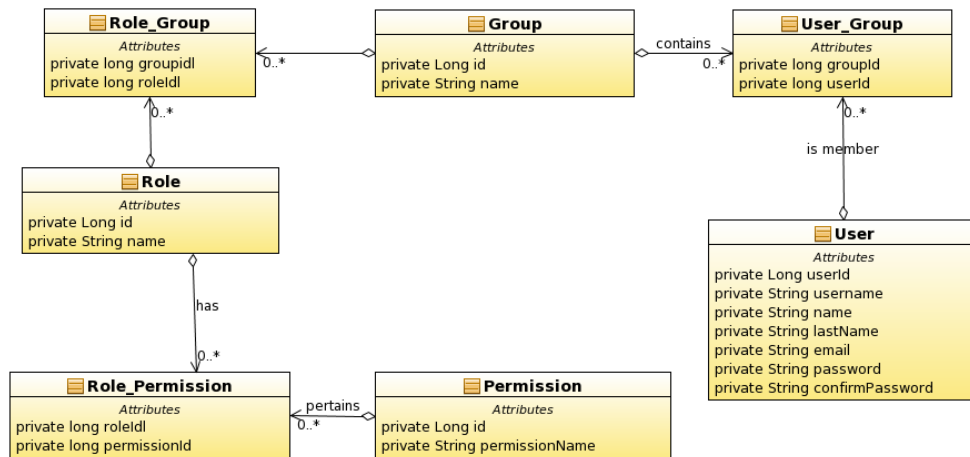 Role_Group
Attributes
private long groupidl
private long roleIdl
0..*
Group
Attributes
private Long id
private String name
contains
0..*
User_Group
Attributes
private long groupId
private long userId
0..*
0..*
is member
Role
Attributes
private Long id
private String name
has
0..*
User
Attributes
private Long userId
private String username
private String name
private String lastName
private String email
private String password
private String confirmPassword
Role_Permission
Attributes
private long roleIdl
private long permissionId
pertains
0..*
Permission
Attributes
private Long id
private String permissionName